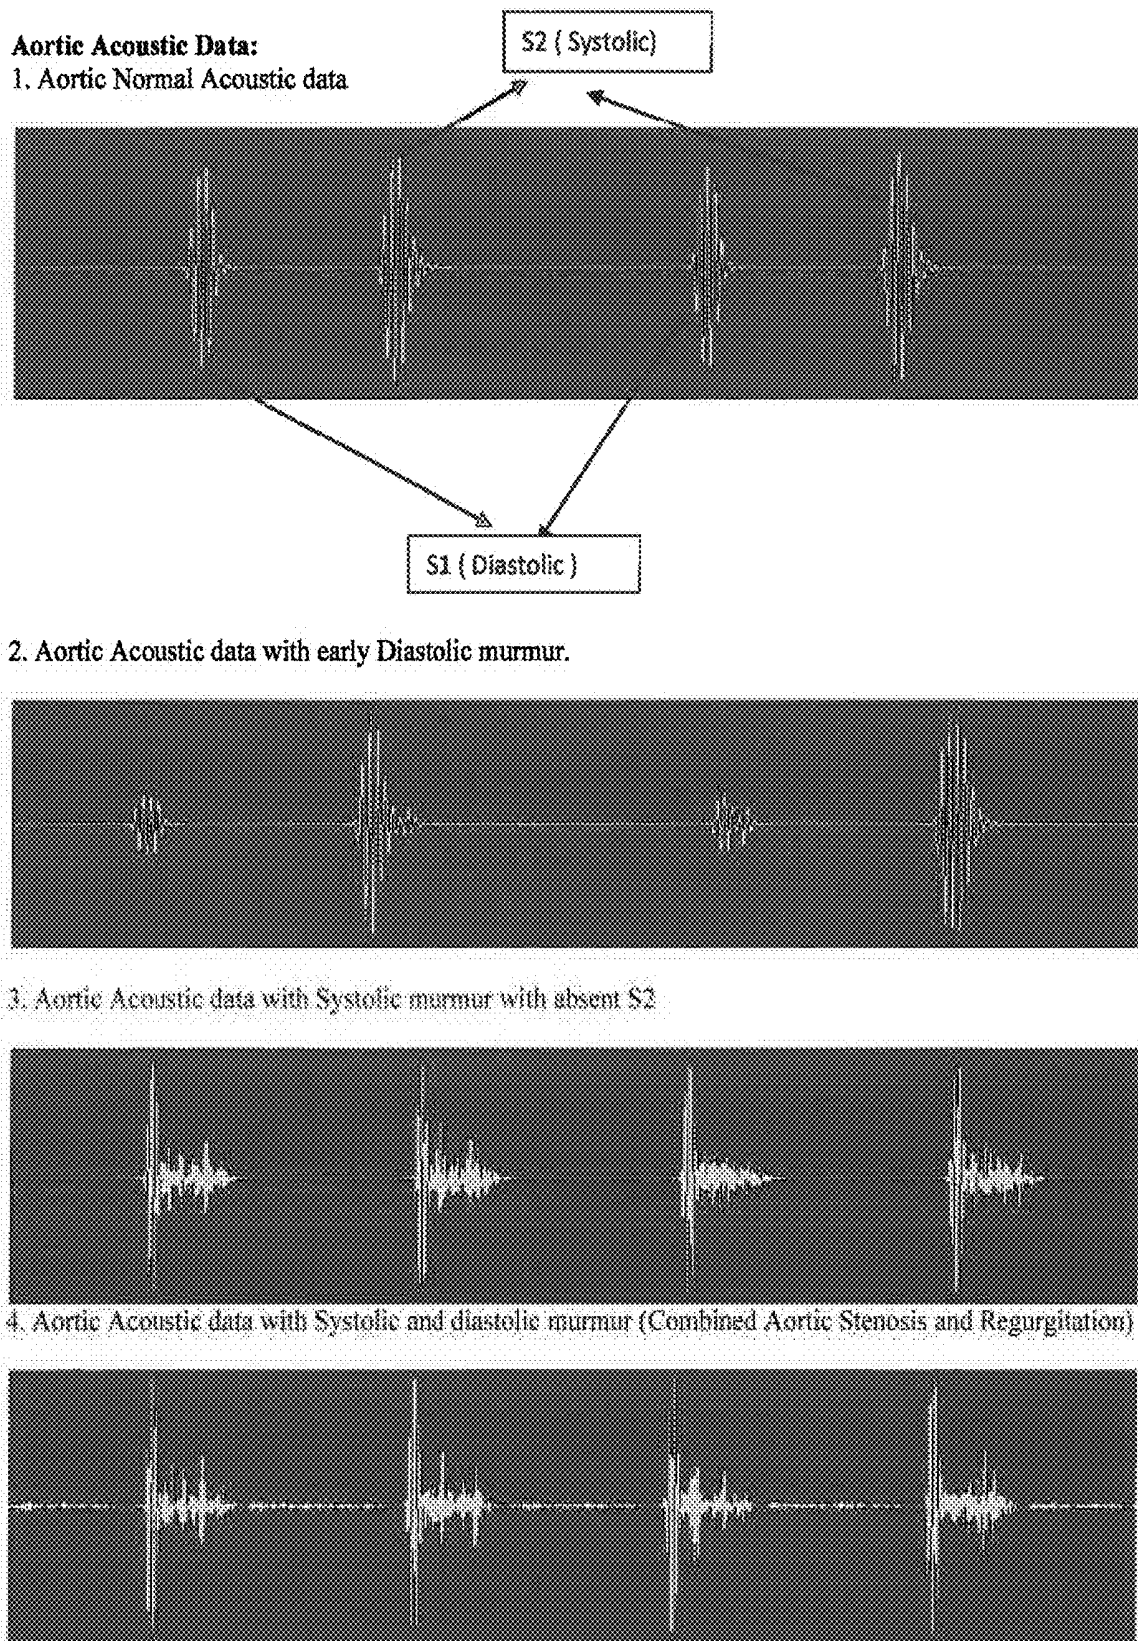 Aortic Acoustic Data:
S2 ( Systolic)
1. Aortic Normal Acoustic data
S1 ( Diastolic )
2. Aortic Acoustic data with early Diastolic murmur.
3. Aortic Acoustic data with Systolic murmur with absent S2
4. Aortic Acoustic data with Systolic and diastolic murmur (Combined Aortic Stenosis and Regurgitation)